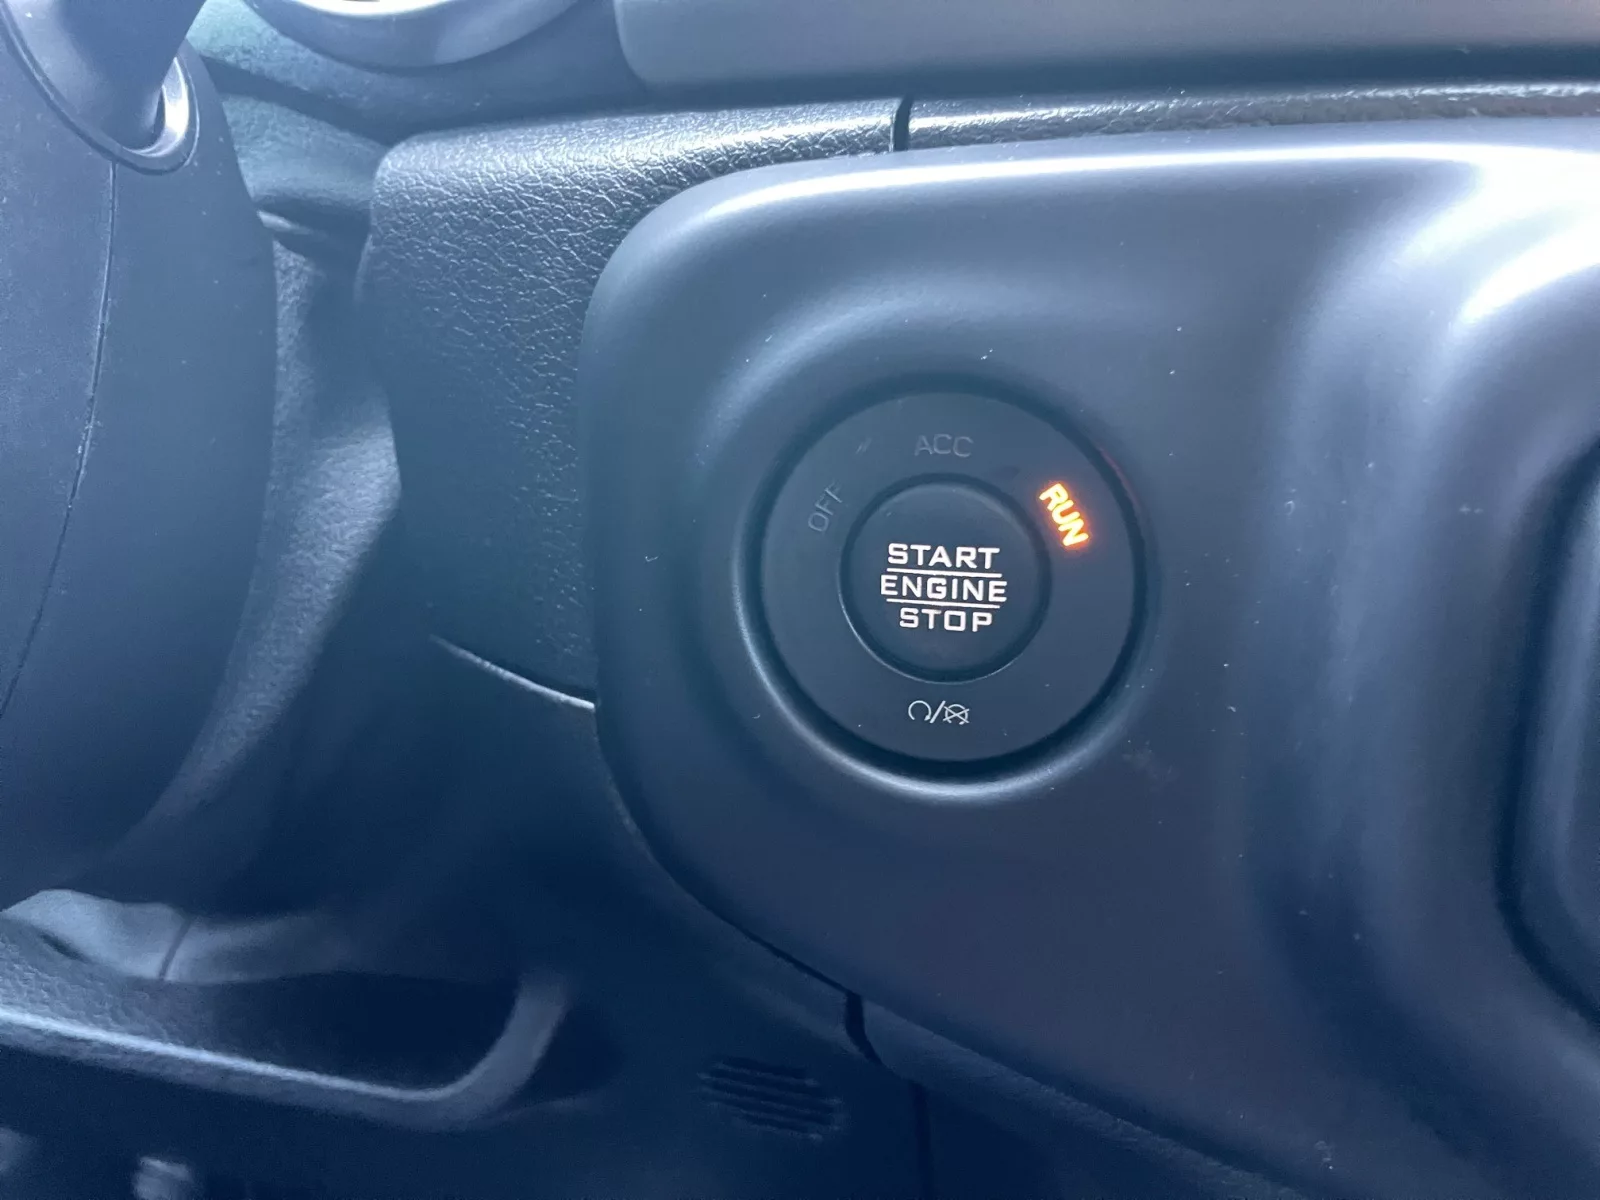 ACC
OFF
RUN
START
ENGINE
STOP